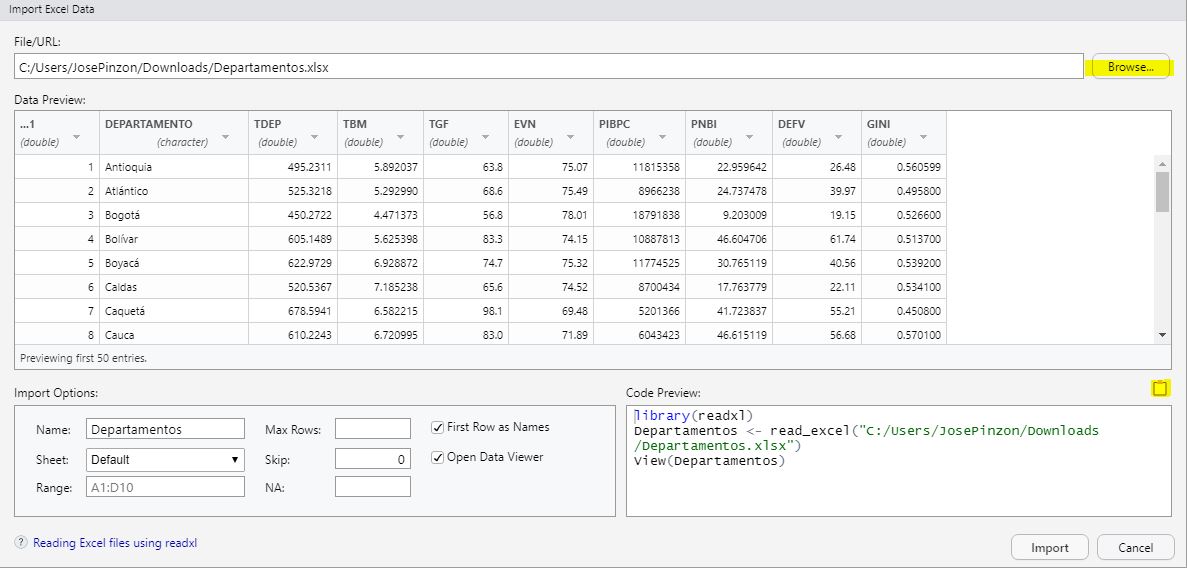 Import Excel Data
File/URL:
C:/Users/JosePinzon/Downloads/Departamentos.xlsx Browse...
Data Preview:
...1 DEPARTAMENTO TDEP TBM TGF EVN PIBPC PNBI DEFV GINI
(double) (character) (double) (double) (double) (double) (double) (double) (double) (double)
1 Antioquia 495.2311 5.892037 63.8 75.07 11815358 22.959642 26.48 0.560599
2 Atlántico 525.3218 5.292990 68.6 75.49 8966238 24.737478 39.97 0.495800
3 Bogotá 450.2722 4.471373 56.8 78.01 18791838 9.203009 19.15 0.526600
4 Bolívar 605.1489 5.625398 83.3 74.15 10887813 46.604706 61.74 0.513700
5 Boyacá 622.9729 6.928872 74.7 75.32 11774525 30.765119 40.56 0.539200
6 Caldas 520.5367 7.185238 65.6 74.52 8700434 17.763779 22.11 0.534100
7 Caquetá 678.5941 6.582215 98.1 69.48 5201366 41.723837 55.21 0.450800
8 Cauca 610.2243 6.720995 83.0 71.89 6043423 46.615119 56.68 0.570100
Previewing first 50 entries.
Import Options:
Name: Departamentos Max Rows: First Row as Names
Sheet: Default Skip: 0 Open Data Viewer
Range: A1:D10 NA:
Code Preview:
library(readxl)
Departamentos <- read_excel("C:/Users/JosePinzon/Downloads
/Departamentos.xlsx")
View(Departamentos)
? Reading Excel files using readxl
Import Cancel